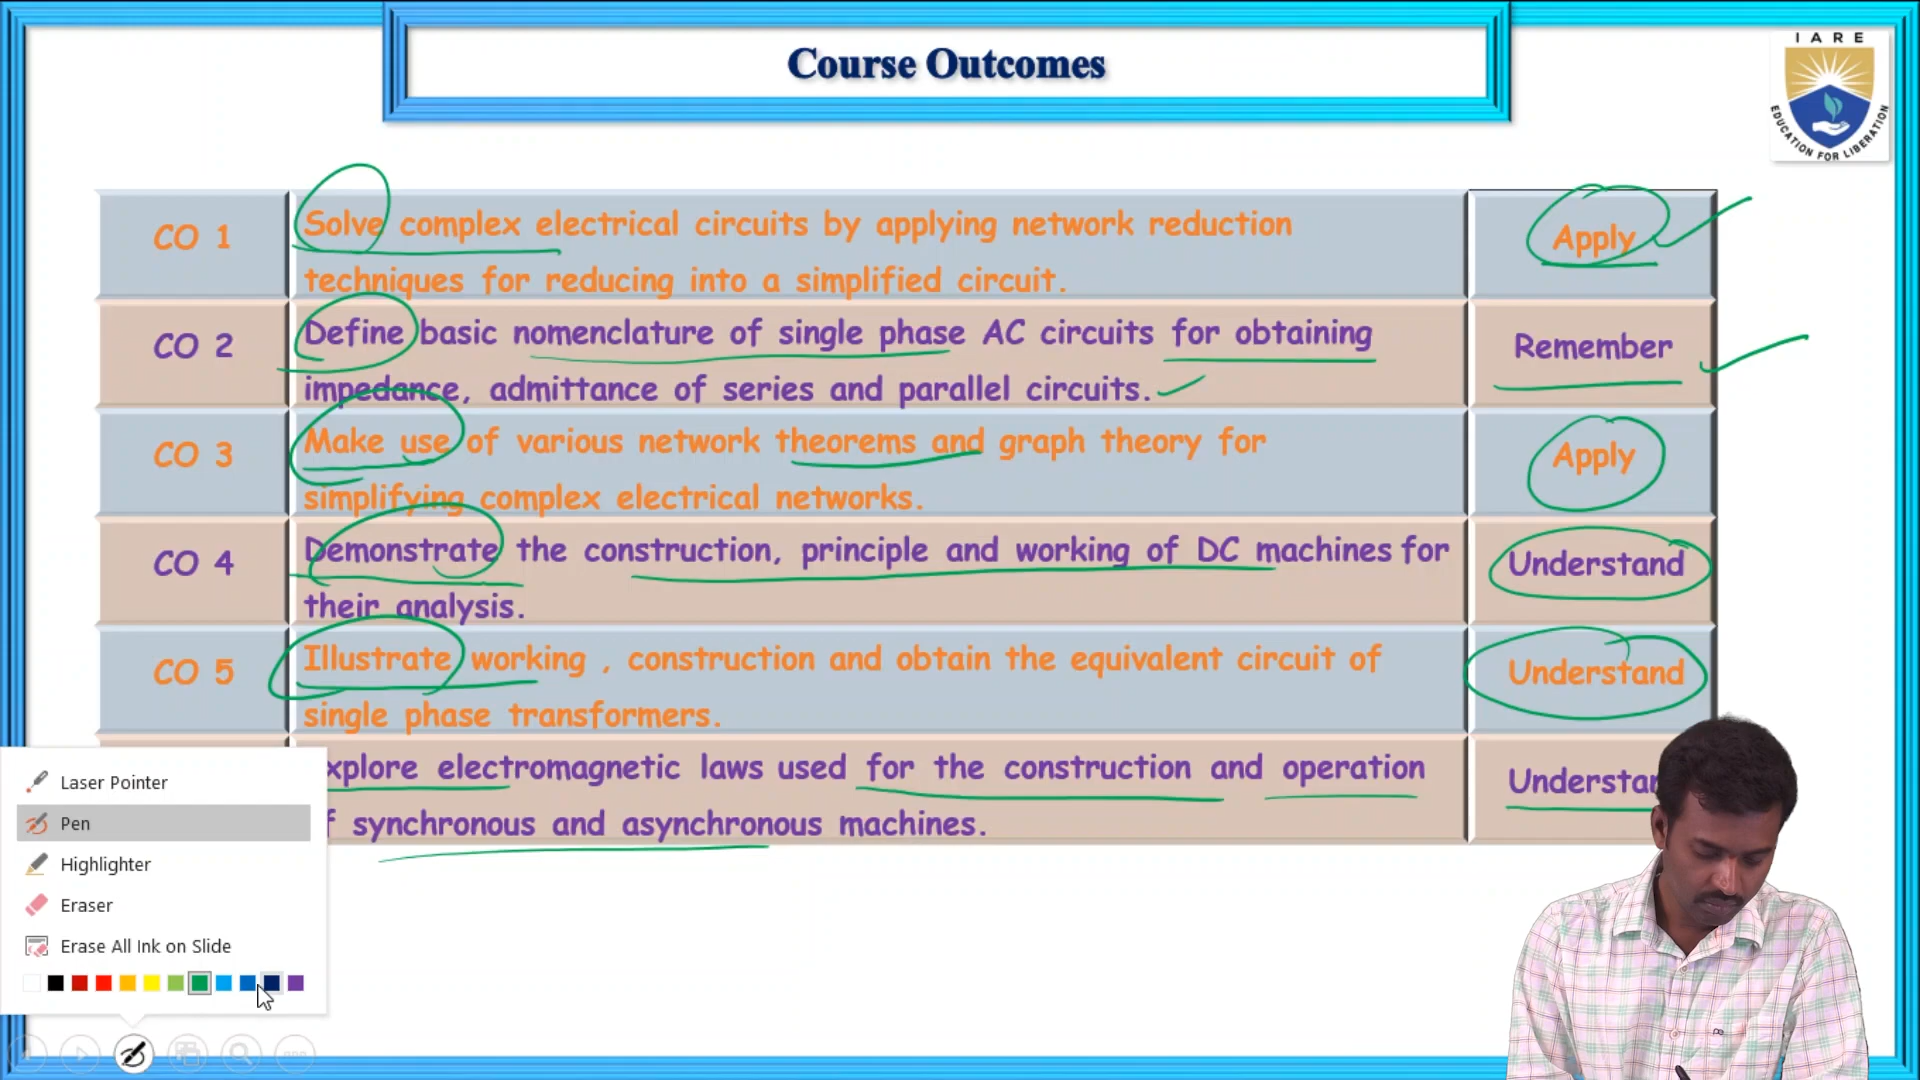 Course Outcomes
IARE
EDUCATION FOR LIBERATION
CO 1
Solve complex electrical circuits by applying network reduction
techniques for reducing into a simplified circuit.
Apply
CO 2
Define basic nomenclature of single phase AC circuits for obtaining
impedance, admittance of series and parallel circuits.
Remember
CO 3
Make use of various network theorems and graph theory for
simplifying complex electrical networks.
Apply
CO 4
Demonstrate the construction, principle and working of DC machines for
their analysis.
Understand
CO 5
Illustrate working , construction and obtain the equivalent circuit of
single phase transformers.
Understand
xplore electromagnetic laws used for the construction and operation
f synchronous and asynchronous machines.
Understan
Laser Pointer
Pen
Highlighter
Eraser
Erase All Ink on Slide